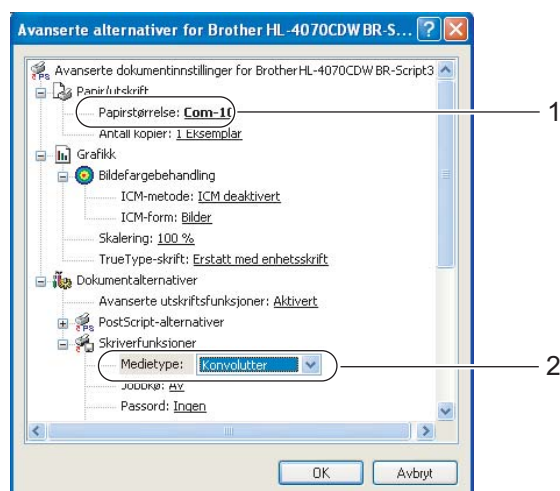 Avanserte alternativer for Brother HL-4070CDW BR-S...
Avanserte dokumentinnstillinger for Brother HL-4070CDW BR-Script3
Papir/utskrift
Papirstørrelse: Com-10
1
Antall kopier: 1 Eksemplar
Grafikk
Bildefargebehandling
ICM-metode: ICM deaktivert
ICM-form: Bilder
Skalering: 100 %
TrueType-skrift: Erstatt med enhetsskrift
Dokumentalternativer
Avanserte utskriftsfunksjoner: Aktivert
PostScript-alternativer
Skriverfunksjoner
Medietype: Konvolutter
2
Jobbkø: Av
Passord: Ingen
OK
Avbryt